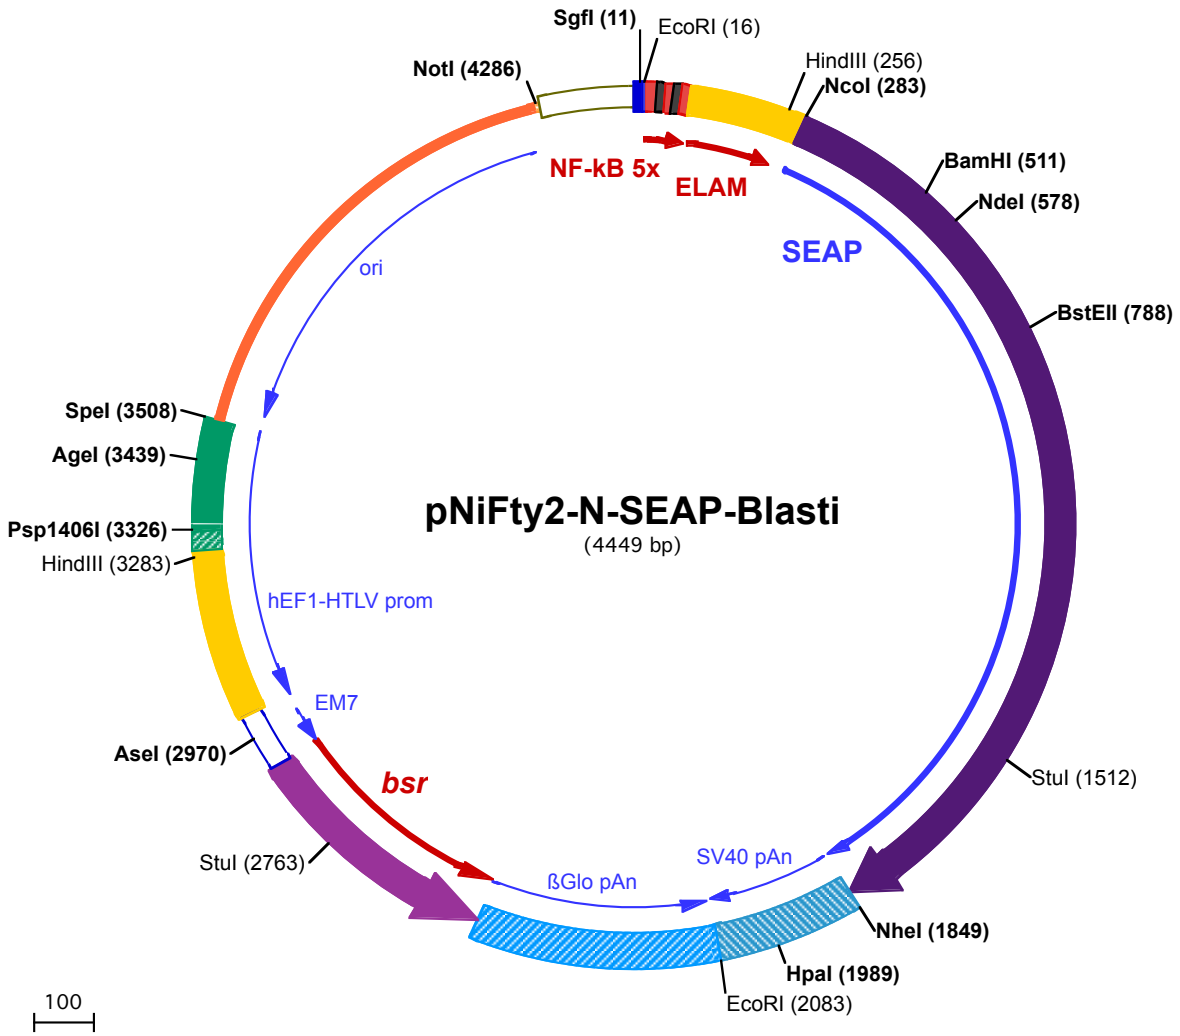 SgfI (11)
EcoRI (16)
NotI (4286)
HindIII (256)
NcoI (283)
NF-kB 5x
ELAM
BamHI (511)
NdeI (578)
SEAP
ori
BstEII (788)
SpeI (3508)
AgeI (3439)
pNiFty2-N-SEAP-Blasti
(4449 bp)
Psp1406I (3326)
HindIII (3283)
hEF1-HTLV prom
EM7
AseI (2970)
bsr
StuI (1512)
StuI (2763)
SV40 pAn
ßGlo pAn
NheI (1849)
HpaI (1989)
EcoRI (2083)
100